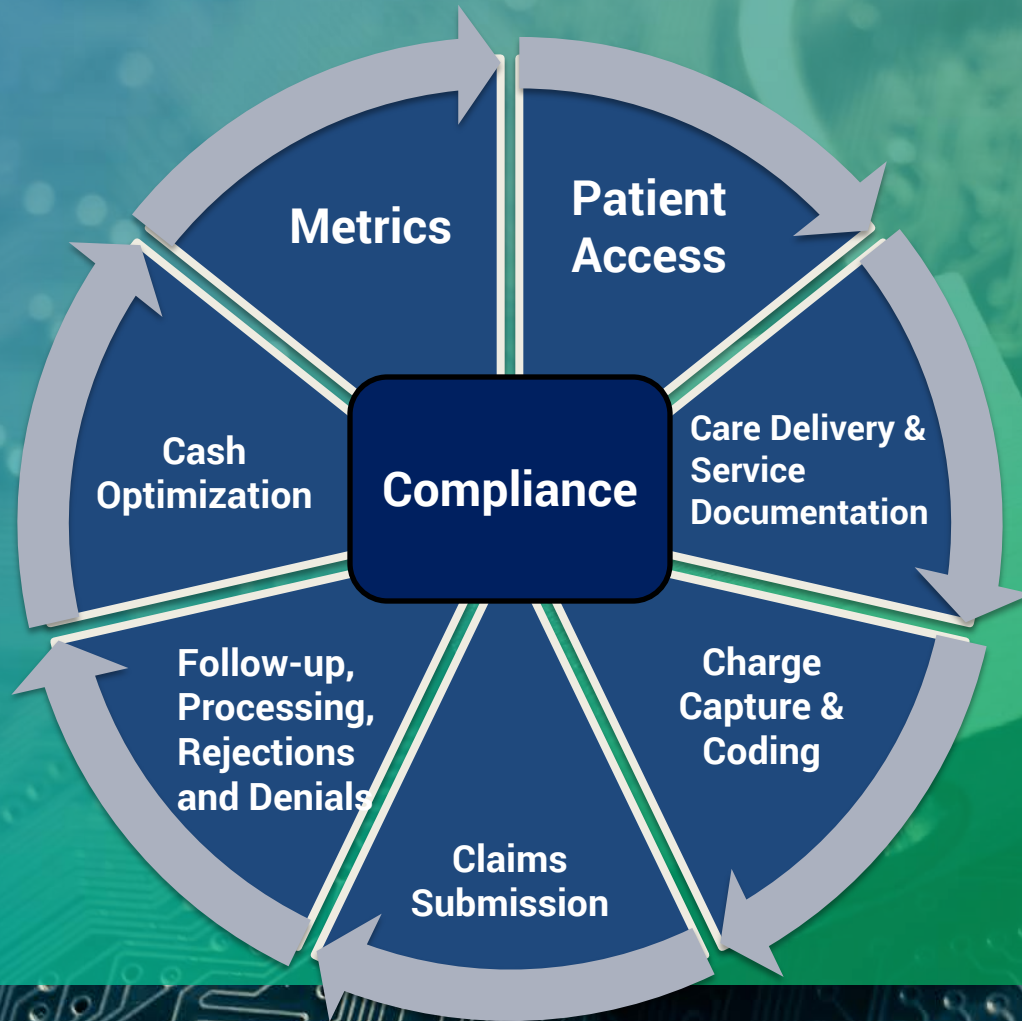 Metrics
Patient
Access
Care Delivery &
Service
Documentation
Charge
Capture &
Coding
Claims
Submission
Follow-up,
Processing,
Rejections
and Denials
Cash
Optimization
Compliance